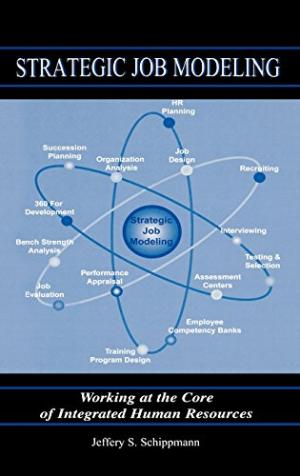 STRATEGIC JOB MODELING
HR
Planning
Succession
Planning
Organization
Analysis
Job
Design
Recruiting
360 For
Development
Strategic
Job
Modeling
Interviewing
Bench Strength
Analysis
Testing &
Selection
Job
Evaluation
Performance
Appraisal
Assessment
Centers
Employee
Competency Banks
Training
Program Design
Working at the Core
of Integrated Human Resources
Jeffery S. Schippmann